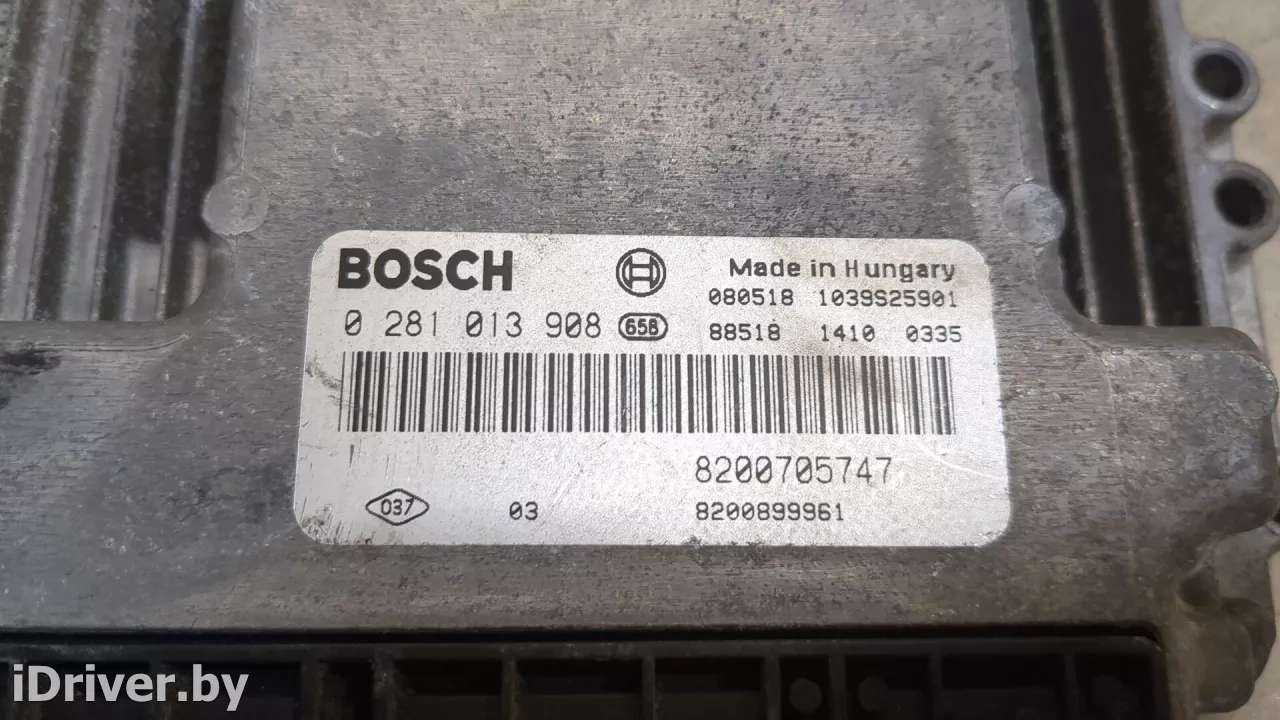 BOSCH
Made in Hungary
080518 1039S25901
0 281 013 908 65B 88518 1410 0335
8200705747
037 03 8200899961
iDriver.by